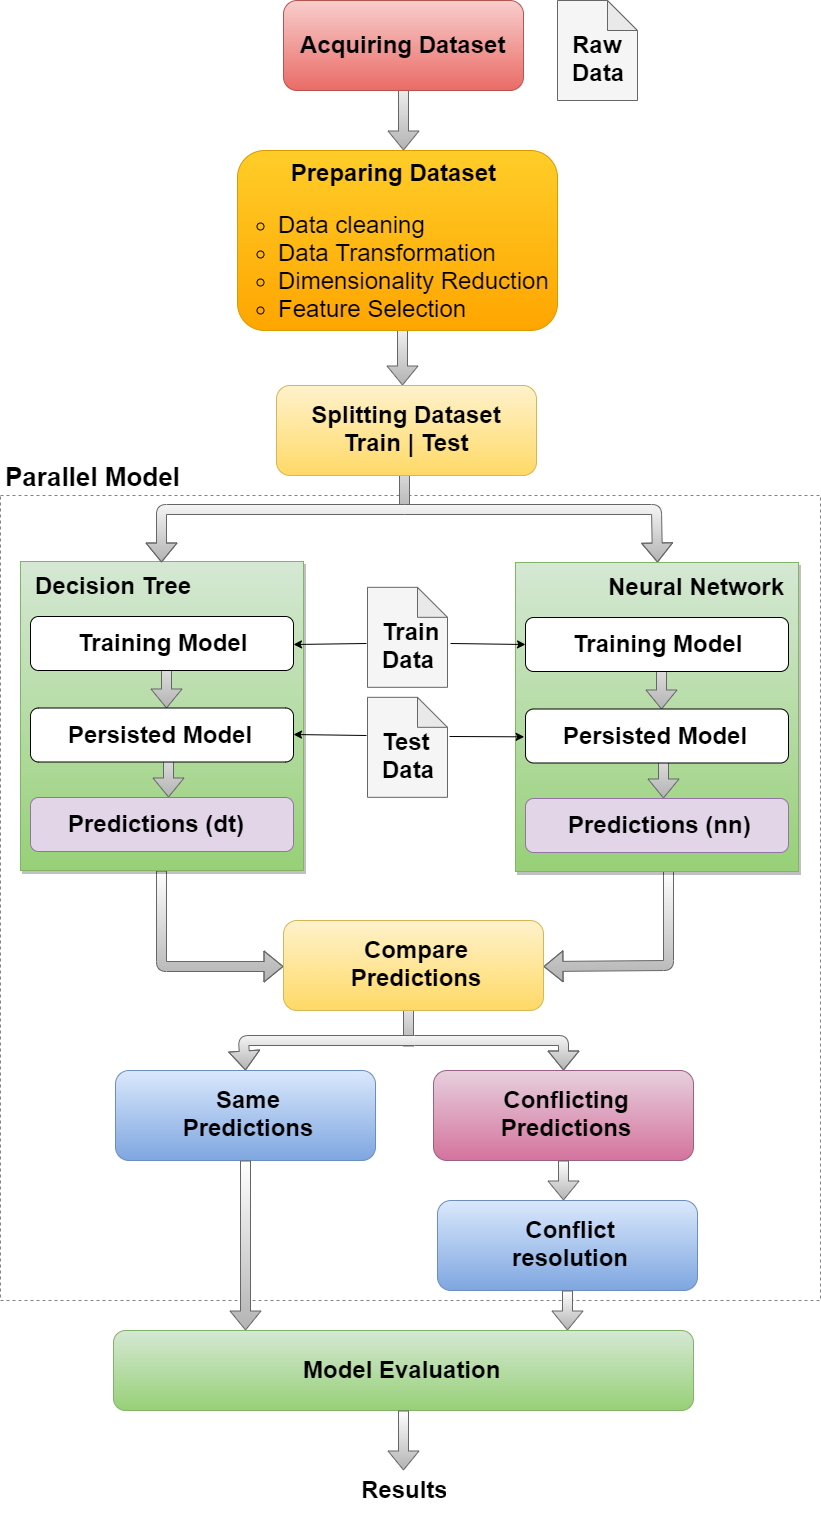 Acquiring Dataset
Raw
Data
Preparing Dataset
Data cleaning
Data Transformation
Dimensionality Reduction
Feature Selection
Splitting Dataset
Train | Test
Parallel Model
Decision Tree
Training Model
Persisted Model
Predictions (dt)
Train
Data
Test
Data
Neural Network
Training Model
Persisted Model
Predictions (nn)
Compare
Predictions
Same
Predictions
Conflicting
Predictions
Conflict
resolution
Model Evaluation
Results